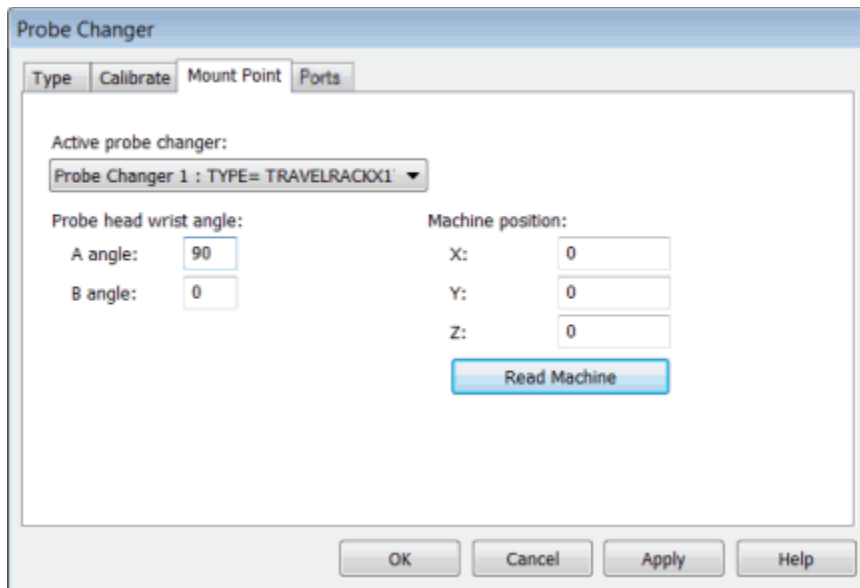 Probe Changer
Type Calibrate Mount Point Ports
Active probe changer:
Probe Changer 1 : TYPE= TRAVELRACKX1
Probe head wrist angle: Machine position:
A angle: 90 X: 0
B angle: 0 Y: 0
Z: 0
Read Machine
OK Cancel Apply Help